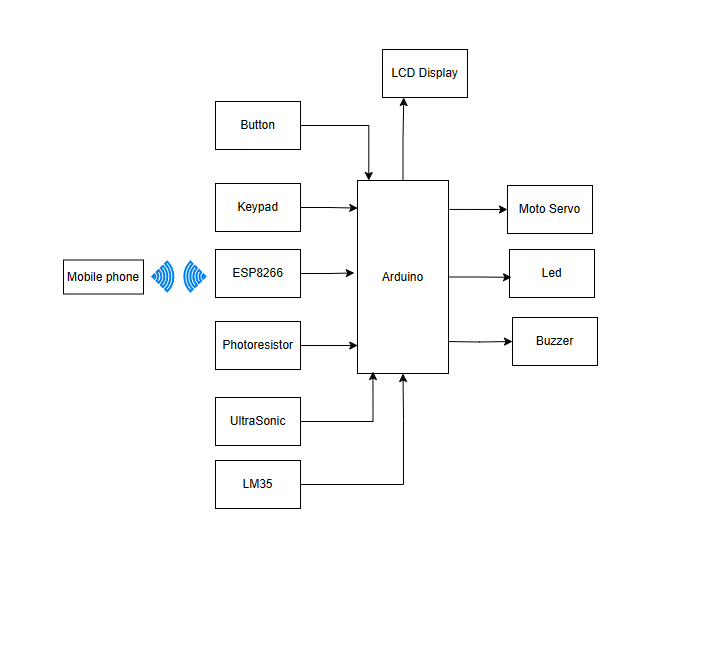 LCD Display
Button
Keypad
Moto Servo
Mobile phone
ESP8266
Arduino
Led
Photoresistor
Buzzer
UltraSonic
LM35